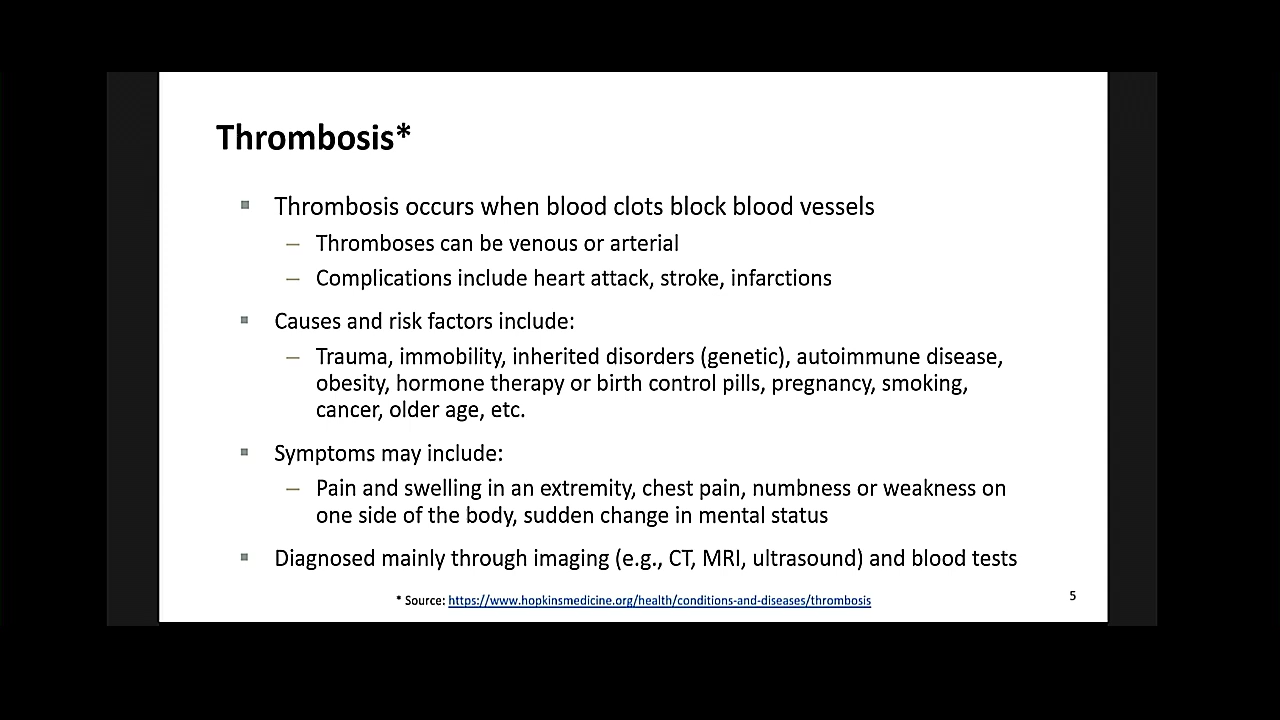 Thrombosis*
Thrombosis occurs when blood clots block blood vessels
– Thromboses can be venous or arterial
– Complications include heart attack, stroke, infarctions
Causes and risk factors include:
– Trauma, immobility, inherited disorders (genetic), autoimmune disease,
obesity, hormone therapy or birth control pills, pregnancy, smoking,
cancer, older age, etc.
Symptoms may include:
– Pain and swelling in an extremity, chest pain, numbness or weakness on
one side of the body, sudden change in mental status
Diagnosed mainly through imaging (e.g., CT, MRI, ultrasound) and blood tests
* Source: https://www.hopkinsmedicine.org/health/conditions-and-diseases/thrombosis
5